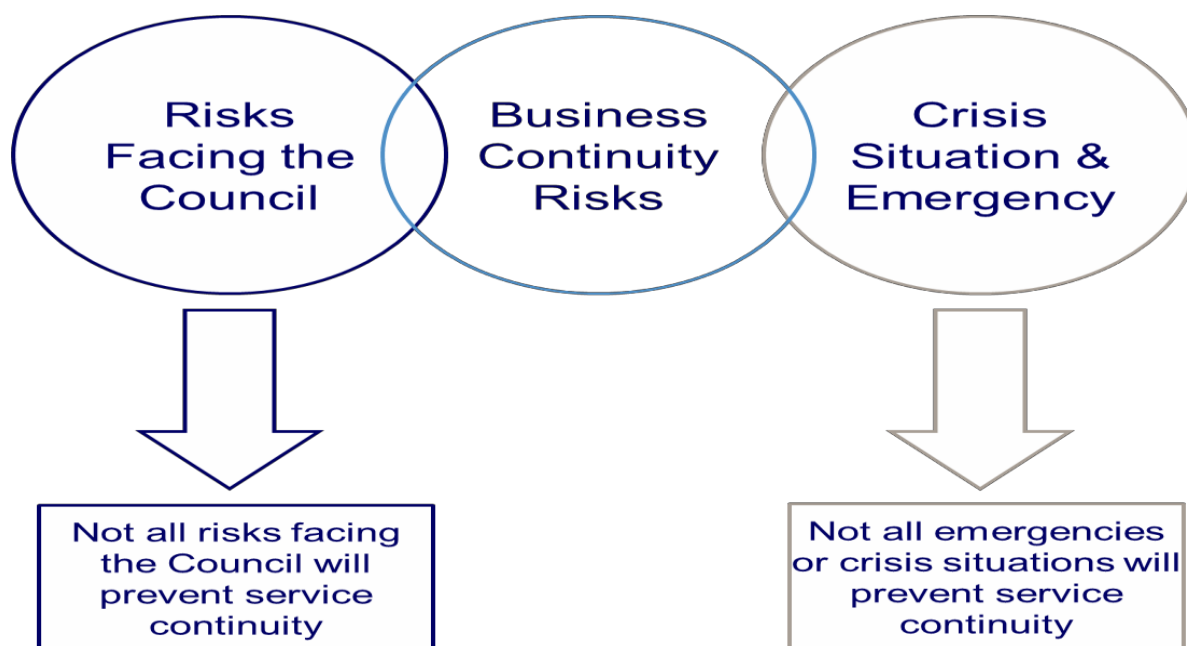 Risks
Facing the
Council
Business
Continuity
Risks
Crisis
Situation &
Emergency
Not all risks facing
the Council will
prevent service
continuity
Not all emergencies
or crisis situations will
prevent service
continuity